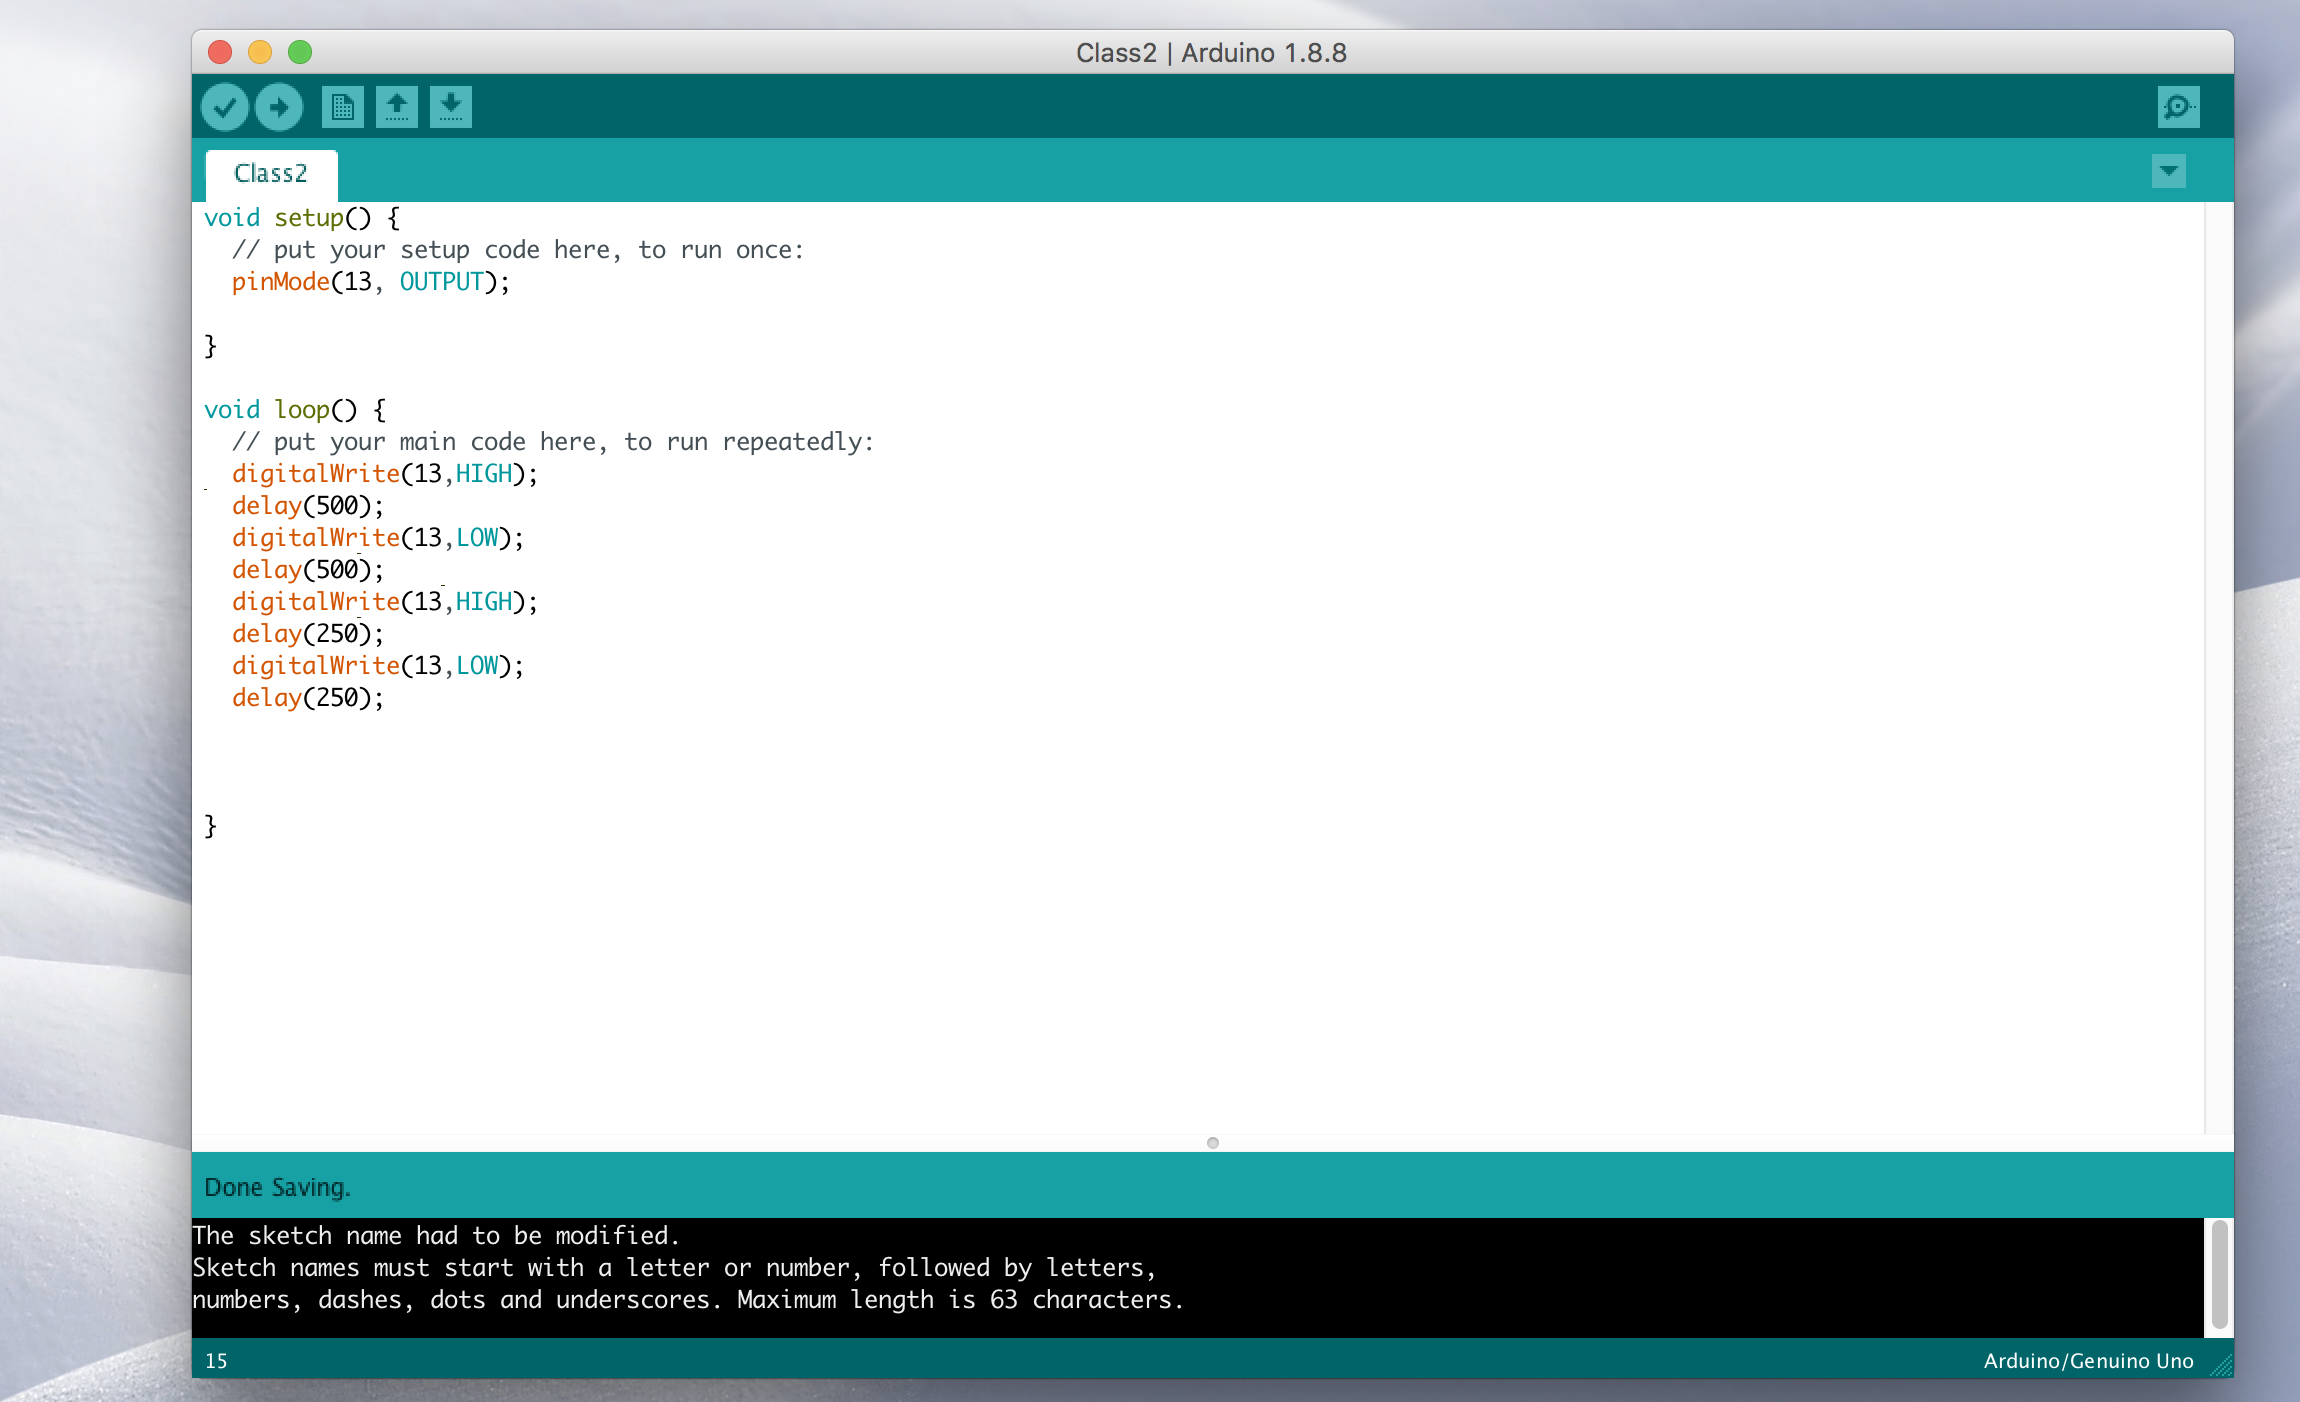 Class2 | Arduino 1.8.8
Class2
void setup() {
  // put your setup code here, to run once:
  pinMode(13, OUTPUT);
}
void loop() {
  // put your main code here, to run repeatedly:
  digitalWrite(13,HIGH);
  delay(500);
  digitalWrite(13,LOW);
  delay(500);
  digitalWrite(13,HIGH);
  delay(250);
  digitalWrite(13,LOW);
  delay(250);
}
Done Saving.
The sketch name had to be modified.
Sketch names must start with a letter or number, followed by letters,
numbers, dashes, dots and underscores. Maximum length is 63 characters.
15 Arduino/Genuino Uno